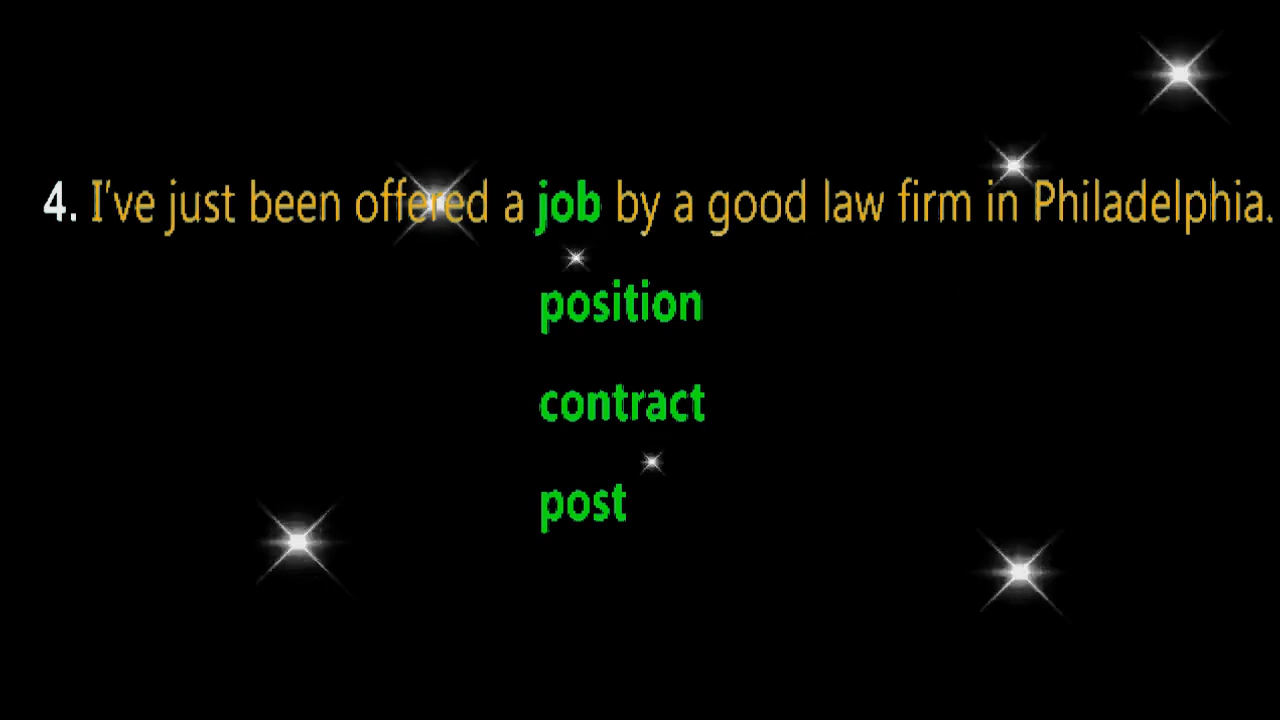 4. I've just been offered a job by a good law firm in Philadelphia.
position
contract
post